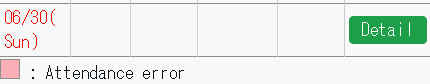 06/30(
Sun)
Detail
: Attendance error